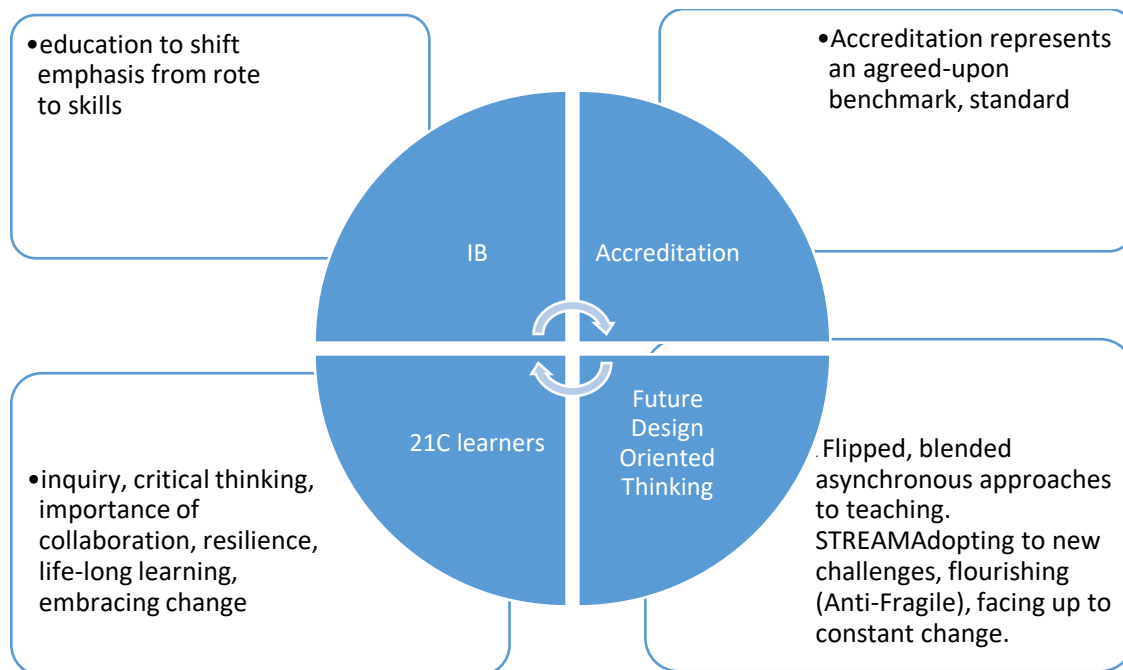 •education to shift
emphasis from rote
to skills
•Accreditation represents
an agreed-upon
benchmark, standard
IB
Accreditation
21C learners
Future
Design
Oriented
Thinking
•inquiry, critical thinking,
importance of
collaboration, resilience,
life-long learning,
embracing change
.Flipped, blended
asynchronous approaches
to teaching.
STREAMAdopting to new
challenges, flourishing
(Anti-Fragile), facing up to
constant change.